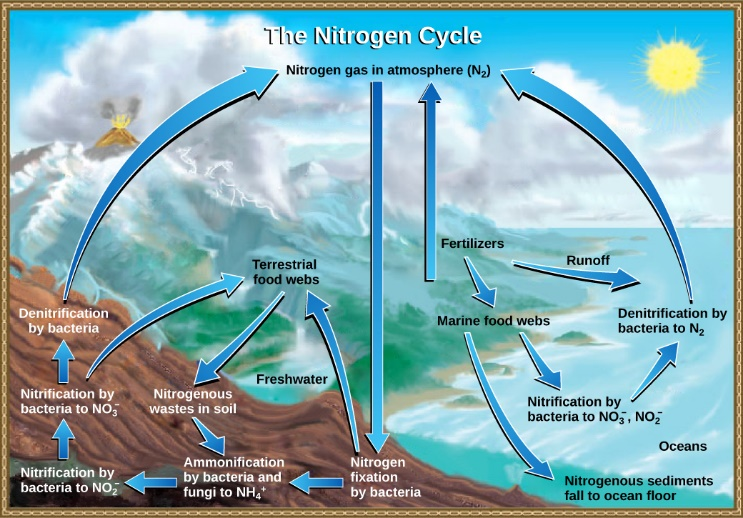 The Nitrogen Cycle
Nitrogen gas in atmosphere (N₂)
Fertilizers
Runoff
Terrestrial
food webs
Denitrification
by bacteria
Marine food webs
Denitrification by
bacteria to N₂
Freshwater
Nitrification by
bacteria to NO₃⁻
Nitrogenous
wastes in soil
Nitrification by
bacteria to NO₃⁻, NO₂⁻
Oceans
Nitrification by
bacteria to NO₂⁻
Ammonification
by bacteria and
fungi to NH₄⁺
Nitrogen
fixation
by bacteria
Nitrogenous sediments
fall to ocean floor